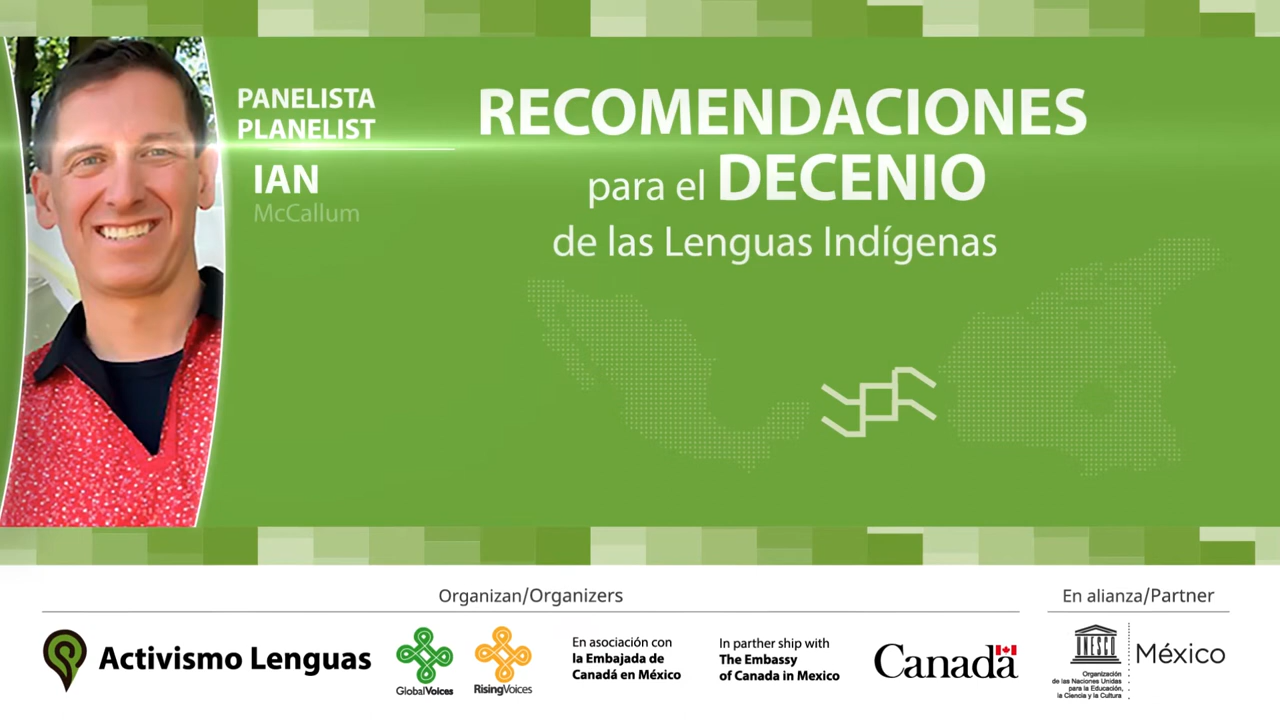 PANELISTA
PLANELIST
IAN
McCallum
RECOMENDACIONES
para el DECENIO
de las Lenguas Indígenas
Organizan/Organizers
En alianza/Partner
Activismo Lenguas
GlobalVoices
RisingVoices
En asociación con
la Embajada de
Canadá en México
In parther ship with
The Embassy
of Canada in Mexico
Canada
UNESCO
Organización
de las Naciones Unidas
para la Educación,
la Ciencia y la Cultura
México